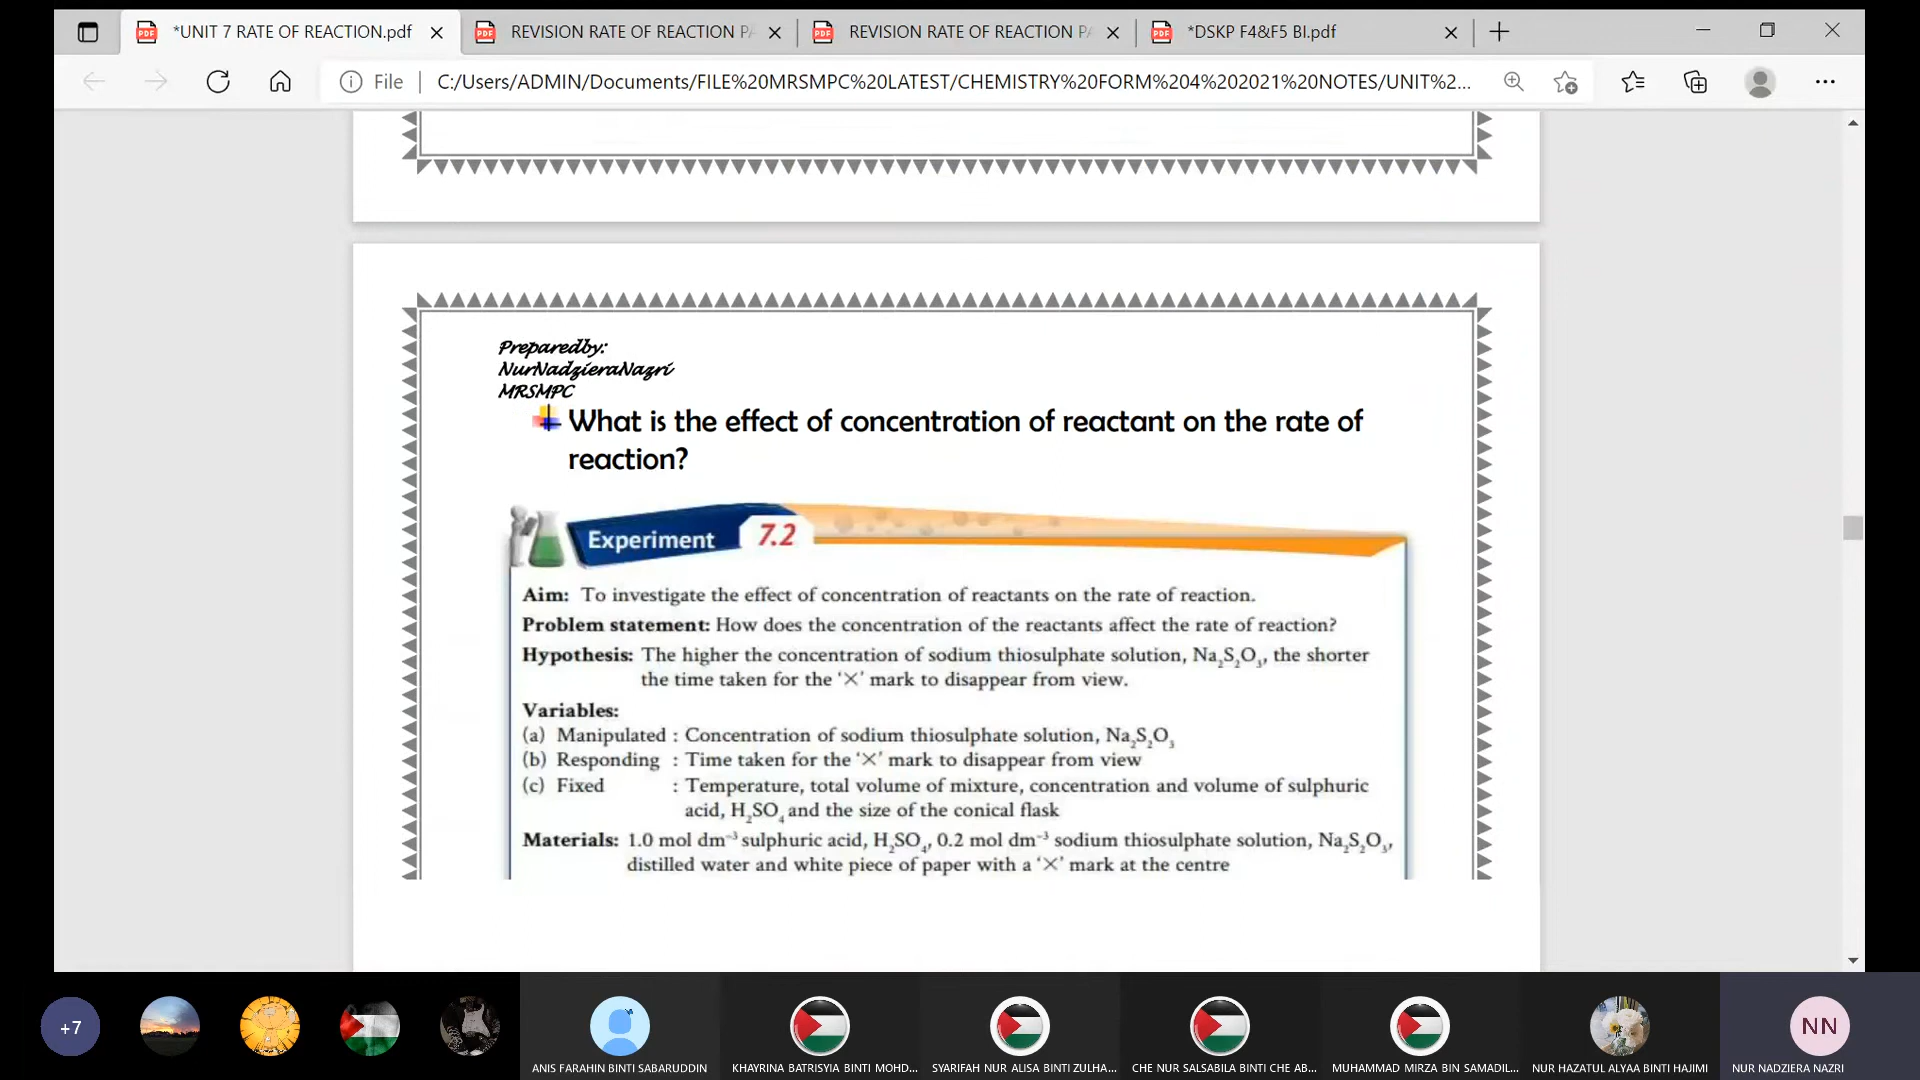 *UNIT 7 RATE OF REACTION.pdf
REVISION RATE OF REACTION PA
REVISION RATE OF REACTION PA
*DSKP F4&F5 BI.pdf
File
C:/Users/ADMIN/Documents/FILE%20MRSMPC%20LATEST/CHEMISTRY%20FORM%204%202021%20NOTES/UNIT%2...
Preparedby:
NurNadzieraNazri
MRSMPC
What is the effect of concentration of reactant on the rate of
reaction?
Experiment 7.2
Aim: To investigate the effect of concentration of reactants on the rate of reaction.
Problem statement: How does the concentration of the reactants affect the rate of reaction?
Hypothesis: The higher the concentration of sodium thiosulphate solution, Na₂S₂O₃, the shorter
the time taken for the ‘X’ mark to disappear from view.
Variables:
(a) Manipulated : Concentration of sodium thiosulphate solution, Na₂S₂O₃
(b) Responding : Time taken for the ‘X’ mark to disappear from view
(c) Fixed : Temperature, total volume of mixture, concentration and volume of sulphuric
acid, H₂SO₄ and the size of the conical flask
Materials: 1.0 mol dm⁻³ sulphuric acid, H₂SO₄, 0.2 mol dm⁻³ sodium thiosulphate solution, Na₂S₂O₃,
distilled water and white piece of paper with a ‘X’ mark at the centre
+7
NN
ANIS FARAHIN BINTI SABARUDDIN
KHAYRINA BATRISYIA BINTI MOHD...
SYARIFAH NUR ALISA BINTI ZULHA...
CHE NUR SALSABILA BINTI CHE AB...
MUHAMMAD MIRZA BIN SAMADIL...
NUR HAZATUL ALYAA BINTI HAJIMI
NUR NADZIERA NAZRI